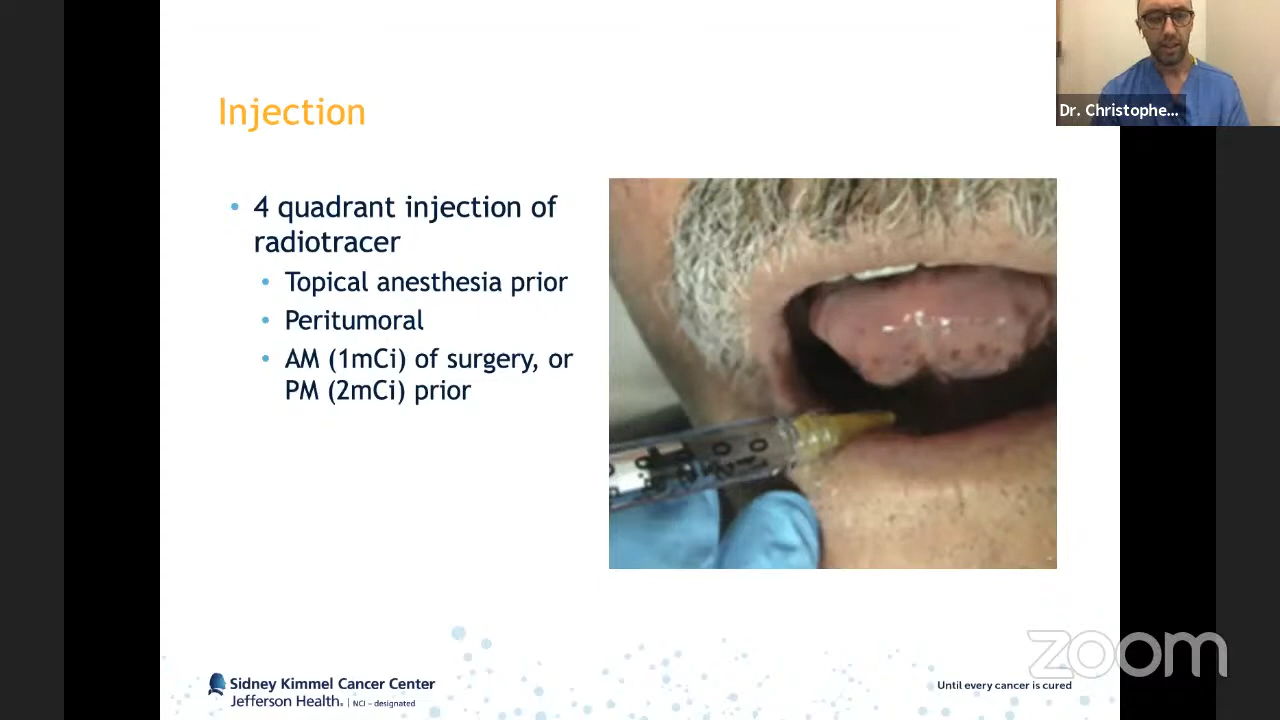 Dr. Christophe...
Injection
• 4 quadrant injection of
radiotracer
• Topical anesthesia prior
• Peritumoral
• AM (1mCi) of surgery, or
PM (2mCi) prior
Sidney Kimmel Cancer Center
Jefferson Health. | NCI – designated
Until every cancer is cured
zoom